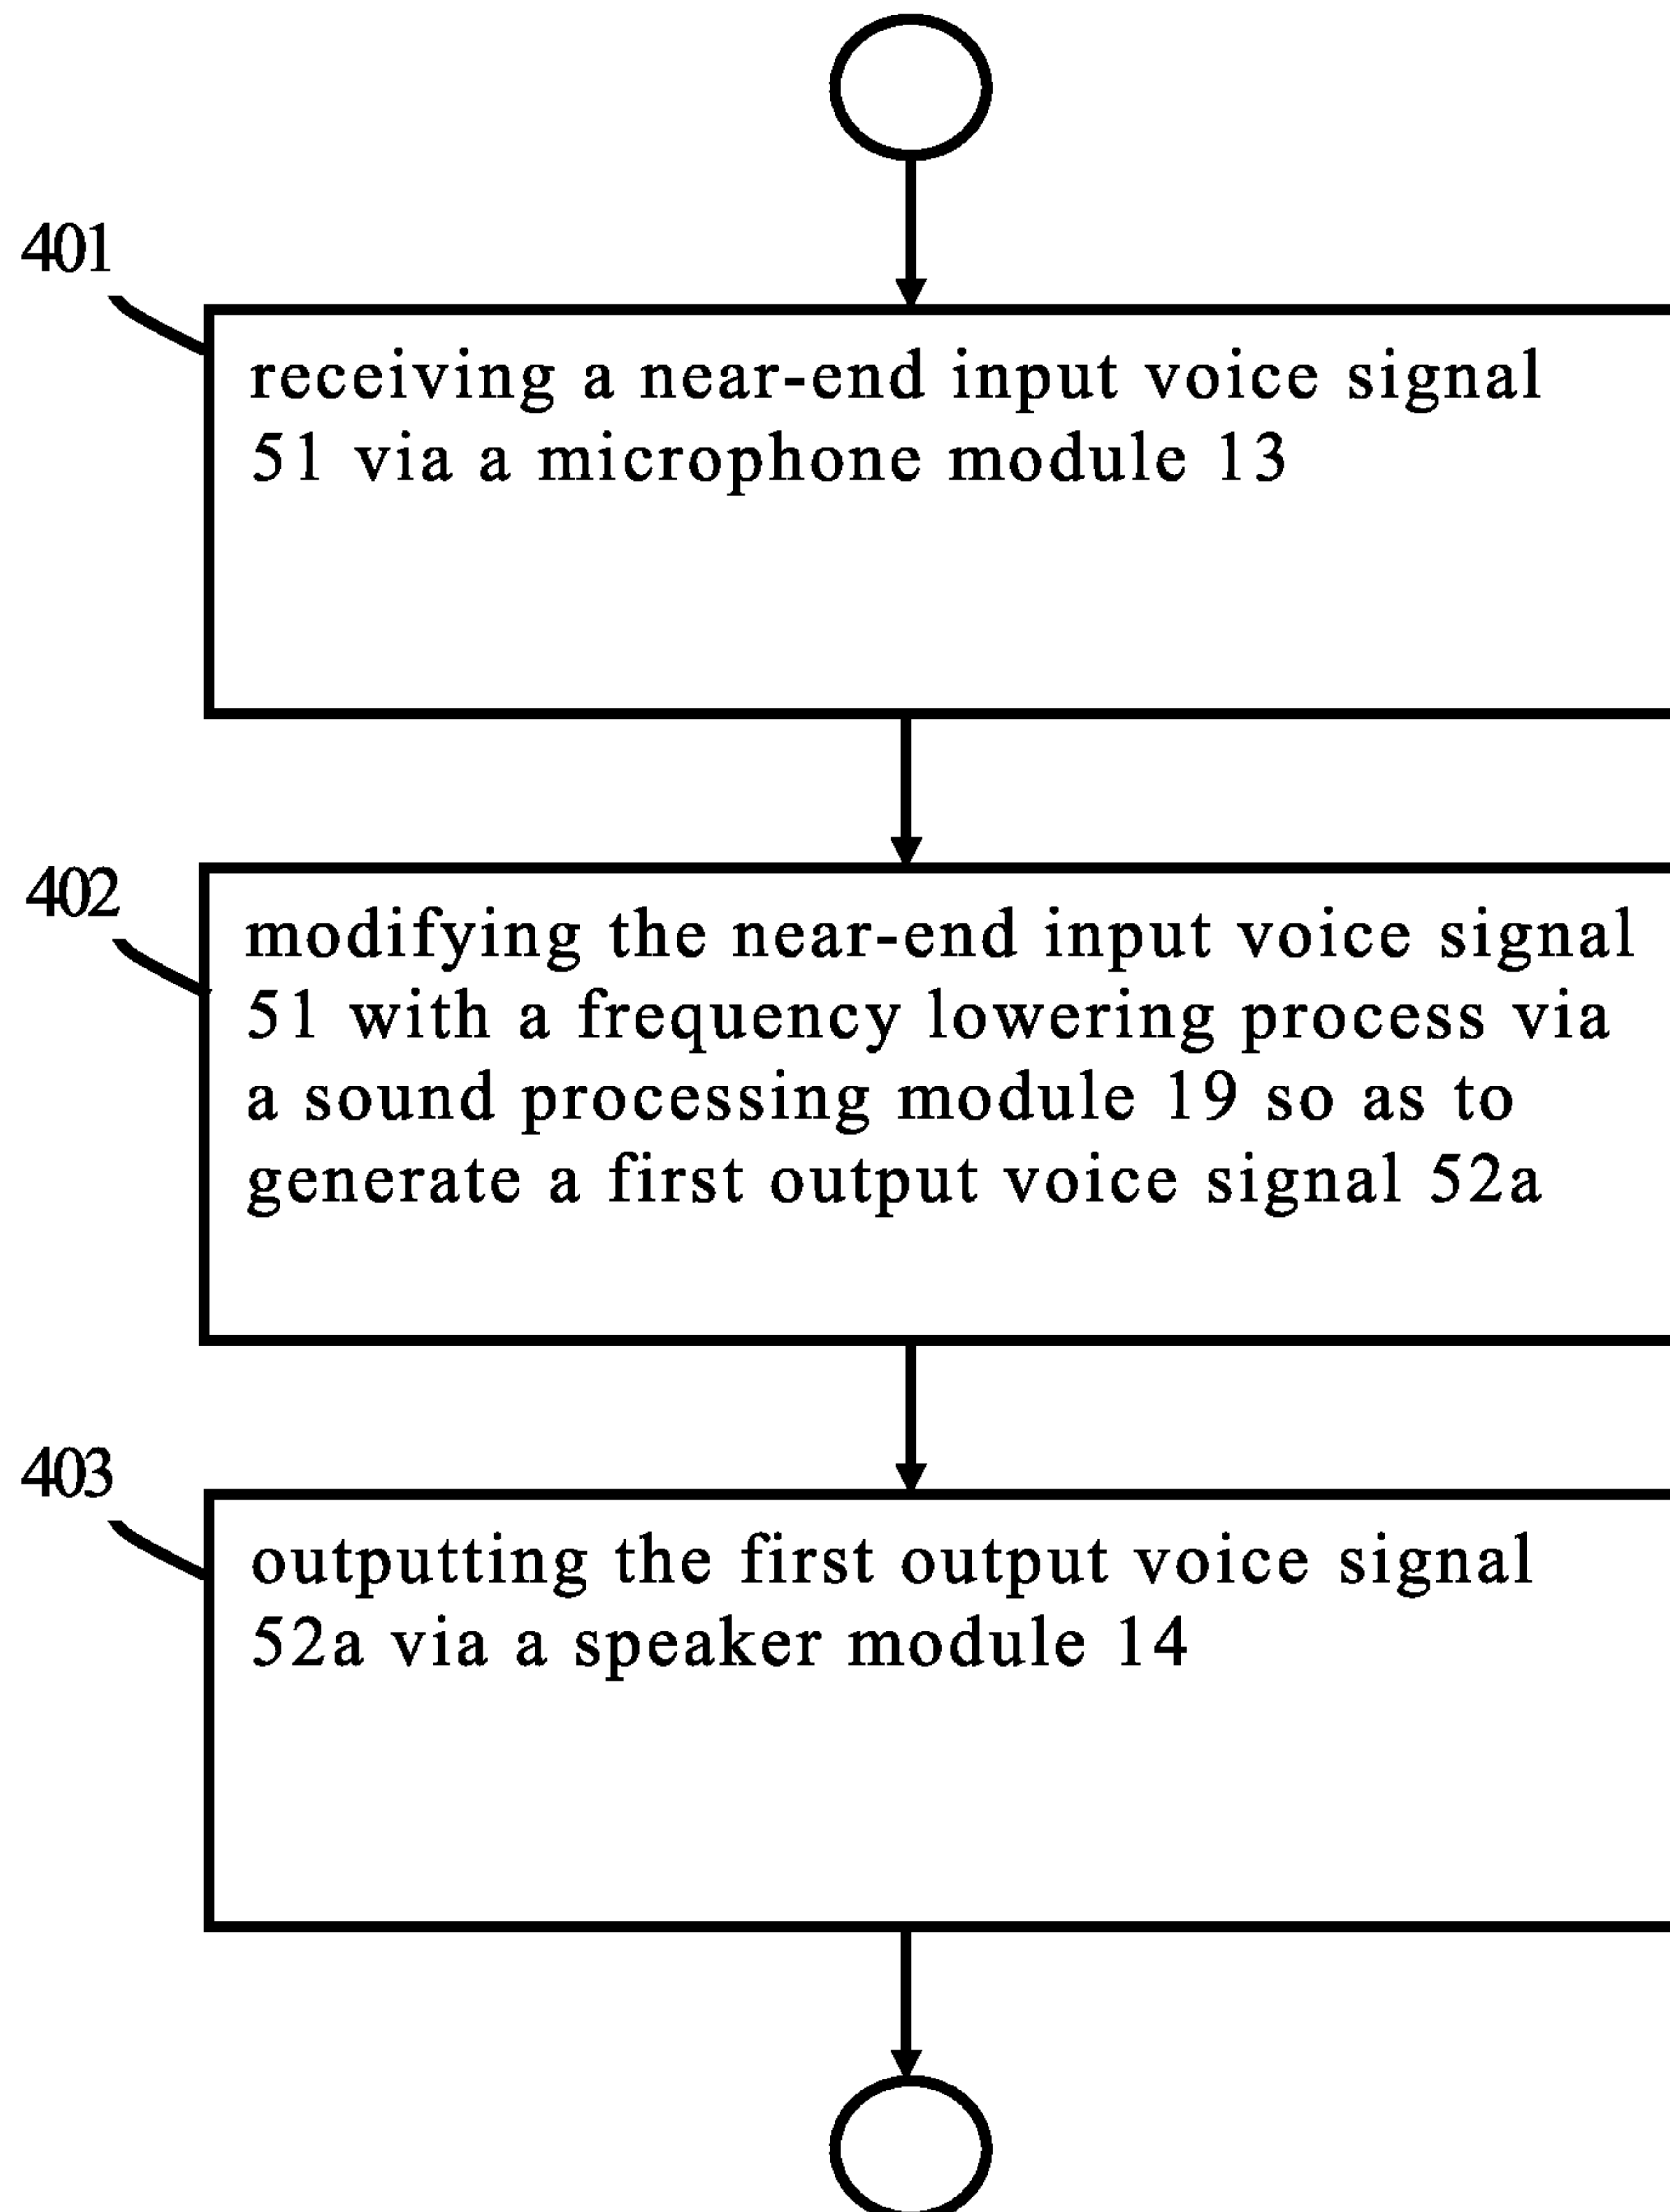 401
receiving a near-end input voice signal
51 via a microphone module 13
402
modifying the near-end input voice signal
51 with a frequency lowering process via
a sound processing module 19 so as to
generate a first output voice signal 52a
403
outputting the first output voice signal
52a via a speaker module 14